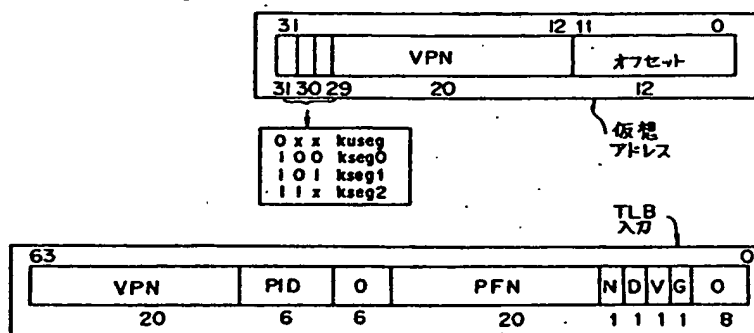 31 12 11 0
VPN オフセット
31 30 29 20 12
0 x x kuseg
1 0 0 kseg0
1 0 1 kseg1
1 1 x kseg2
仮想
アドレス
TLB
入力
63 0
VPN PID 0 PFN N D V G 0
20 6 6 20 1 1 1 1 8